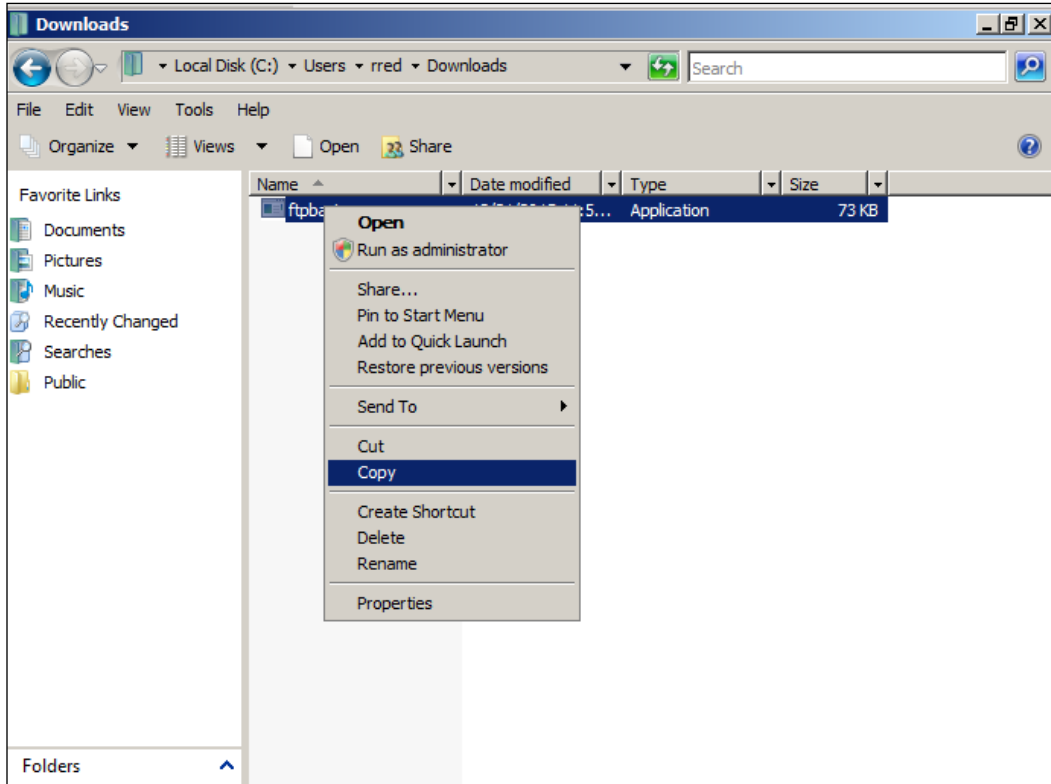 Downloads
Local Disk (C:) Users rred Downloads
Search
File Edit View Tools Help
Organize Views Open Share
Favorite Links
Documents
Pictures
Music
Recently Changed
Searches
Public
Folders
Name Date modified Type Size
Application 73 KB
Open
Run as administrator
Share...
Pin to Start Menu
Add to Quick Launch
Restore previous versions
Send To
Cut
Copy
Create Shortcut
Delete
Rename
Properties